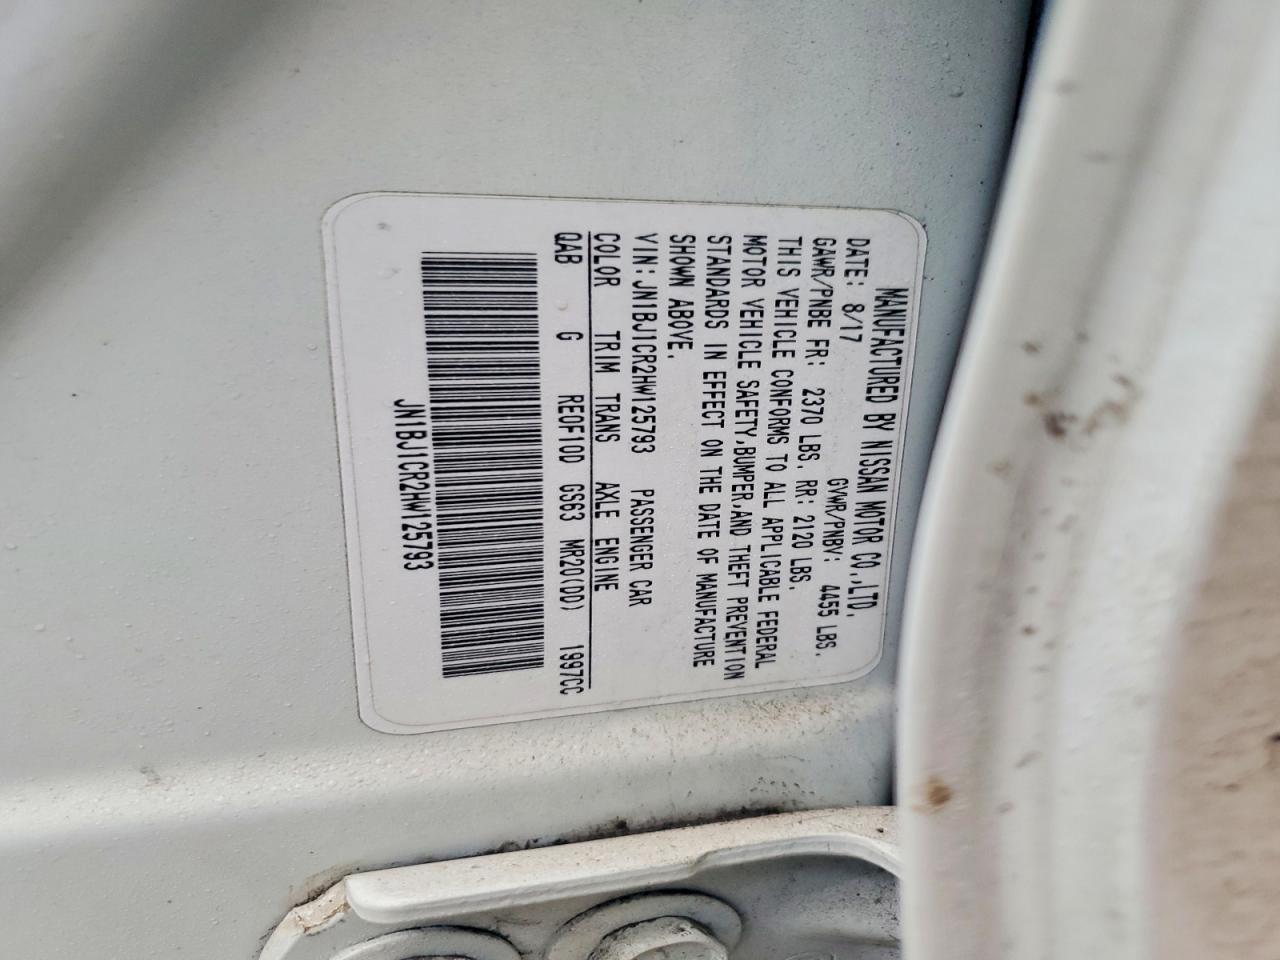 MANUFACTURED BY NISSAN MOTOR CO.,LTD.
DATE: 8/17 GVWR/PNBV: 4455 LBS.
GAWR/PNBE FR: 2370 LBS. RR: 2120 LBS.
THIS VEHICLE CONFORMS TO ALL APPLICABLE FEDERAL
MOTOR VEHICLE SAFETY,BUMPER,AND THEFT PREVENTION
STANDARDS IN EFFECT ON THE DATE OF MANUFACTURE
SHOWN ABOVE.
VIN: JN1BJ1CR2HW125793 PASSENGER CAR
COLOR TRIM TRANS AXLE ENGINE
QAB G RE0F10D GS63 MR20(DD) 1997CC
JN1BJ1CR2HW125793